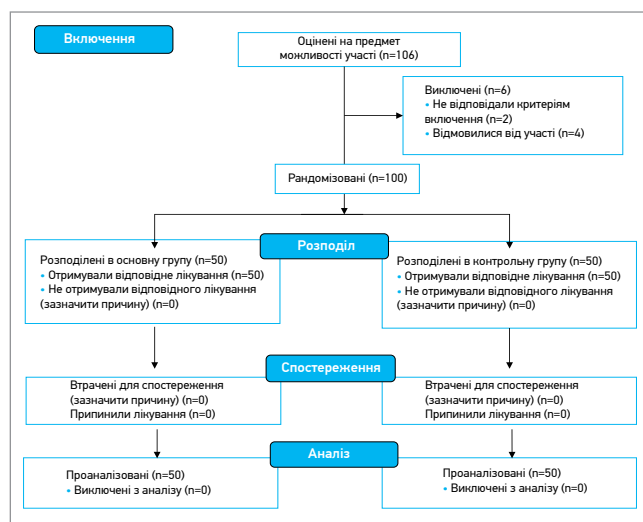 Включення
Оцінені на предмет
можливості участі (n=106)
Виключені (n=6)
• Не відповідали критеріям
включення (n=2)
• Відмовилися від участі (n=4)
Рандомізовані (n=100)
Розподіл
Розподілені в основну групу (n=50)
• Отримували відповідне лікування (n=50)
• Не отримували відповідного лікування
(зазначити причину) (n=0)
Розподілені в контрольну групу (n=50)
• Отримували відповідне лікування (n=50)
• Не отримували відповідного лікування
(зазначити причину) (n=0)
Спостереження
Втрачені для спостереження
(зазначити причину) (n=0)
Припинили лікування (n=0)
Втрачені для спостереження
(зазначити причину) (n=0)
Припинили лікування (n=0)
Аналіз
Проаналізовані (n=50)
• Виключені з аналізу (n=0)
Проаналізовані (n=50)
• Виключені з аналізу (n=0)